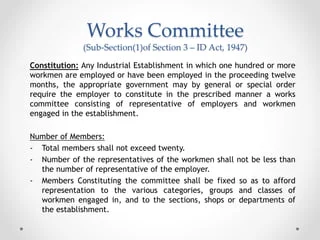 Works Committee
(Sub-Section(1)of Section 3 – ID Act, 1947)
Constitution: Any Industrial Establishment in which one hundred or more
workmen are employed or have been employed in the proceeding twelve
months, the appropriate government may by general or special order
require the employer to constitute in the prescribed manner a works
committee consisting of representative of employers and workmen
engaged in the establishment.
Number of Members:
- Total members shall not exceed twenty.
- Number of the representatives of the workmen shall not be less than
the number of representative of the employer.
- Members Constituting the committee shall be fixed so as to afford
representation to the various categories, groups and classes of
workmen engaged in, and to the sections, shops or departments of
the establishment.